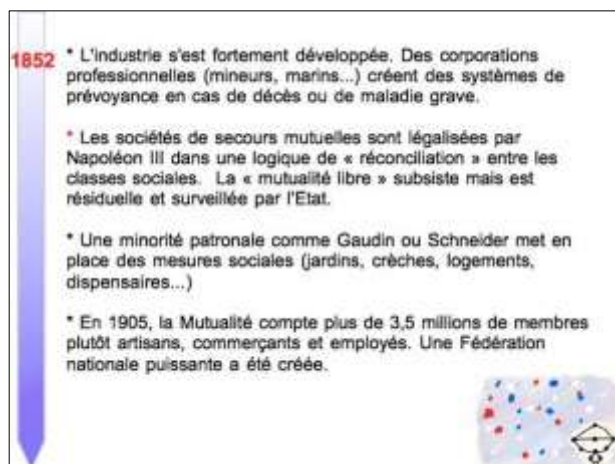 1852
* L'industrie s'est fortement développée. Des corporations
professionnelles (mineurs, marins...) créent des systèmes de
prévoyance en cas de décès ou de maladie grave.
* Les sociétés de secours mutuelles sont légalisées par
Napoléon III dans une logique de « réconciliation » entre les
classes sociales. La « mutualité libre » subsiste mais est
résiduelle et surveillée par l'Etat.
* Une minorité patronale comme Gaudin ou Schneider met en
place des mesures sociales (jardins, crèches, logements,
dispensaires...)
* En 1905, la Mutualité compte plus de 3,5 millions de membres
plutôt artisans, commerçants et employés. Une Fédération
nationale puissante a été créée.